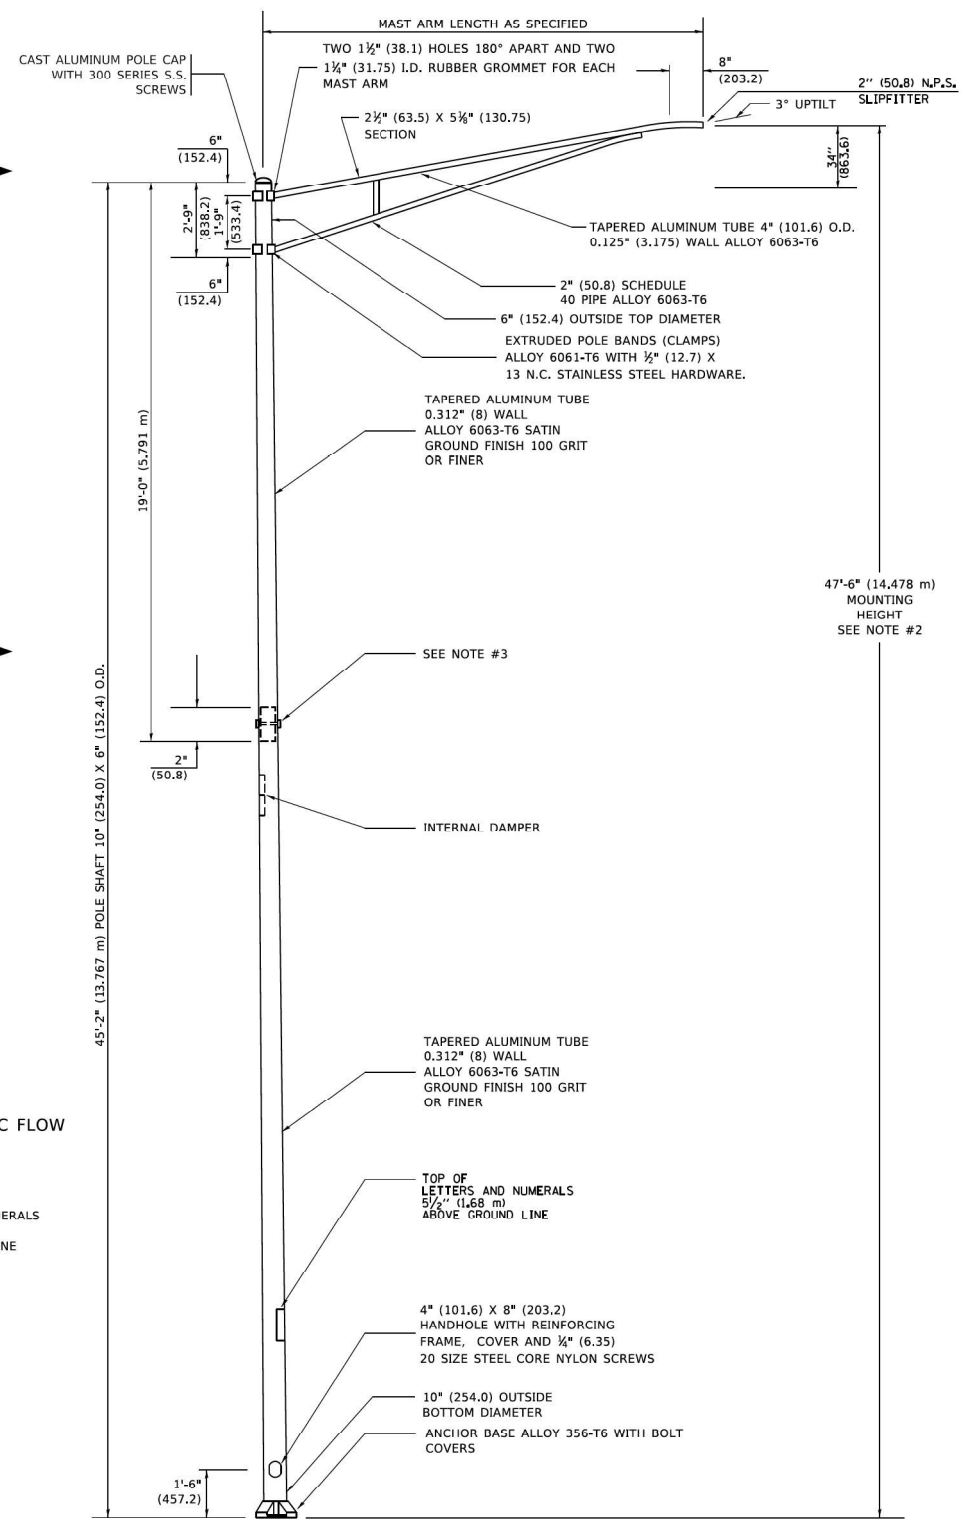 MAST ARM LENGTH AS SPECIFIED
CAST ALUMINUM POLE CAP
WITH 300 SERIES S.S.
SCREWS
TWO 1½" (38.1) HOLES 180° APART AND TWO
1¼" (31.75) I.D. RUBBER GROMMET FOR EACH
MAST ARM
8"
(203.2)
2" (50.8) N.P.S.
SLIPFITTER
3° UPTILT
2½" (63.5) X 5⅛" (130.75)
SECTION
6"
(152.4)
34"
(863.6)
2'-9"
(838.2)
1'-9"
(533.4)
TAPERED ALUMINUM TUBE 4" (101.6) O.D.
0.125" (3.175) WALL ALLOY 6063-T6
6"
(152.4)
2" (50.8) SCHEDULE
40 PIPE ALLOY 6063-T6
6" (152.4) OUTSIDE TOP DIAMETER
EXTRUDED POLE BANDS (CLAMPS)
ALLOY 6061-T6 WITH ½" (12.7) X
13 N.C. STAINLESS STEEL HARDWARE.
TAPERED ALUMINUM TUBE
0.312" (8) WALL
ALLOY 6063-T6 SATIN
GROUND FINISH 100 GRIT
OR FINER
19'-0" (5.791 m)
47'-6" (14.478 m)
MOUNTING
HEIGHT
SEE NOTE #2
SEE NOTE #3
45'-2" (13.767 m) POLE SHAFT 10" (254.0) X 6" (152.4) O.D.
2"
(50.8)
INTERNAL DAMPER
TAPERED ALUMINUM TUBE
0.312" (8) WALL
ALLOY 6063-T6 SATIN
GROUND FINISH 100 GRIT
OR FINER
C FLOW
TOP OF
LETTERS AND NUMERALS
5½" (1.68 m)
ABOVE GROUND LINE
ERALS
NE
4" (101.6) X 8" (203.2)
HANDHOLE WITH REINFORCING
FRAME, COVER AND ¼" (6.35)
20 SIZE STEEL CORE NYLON SCREWS
10" (254.0) OUTSIDE
BOTTOM DIAMETER
ANCHOR BASE ALLOY 356-T6 WITH BOLT
COVERS
1'-6"
(457.2)